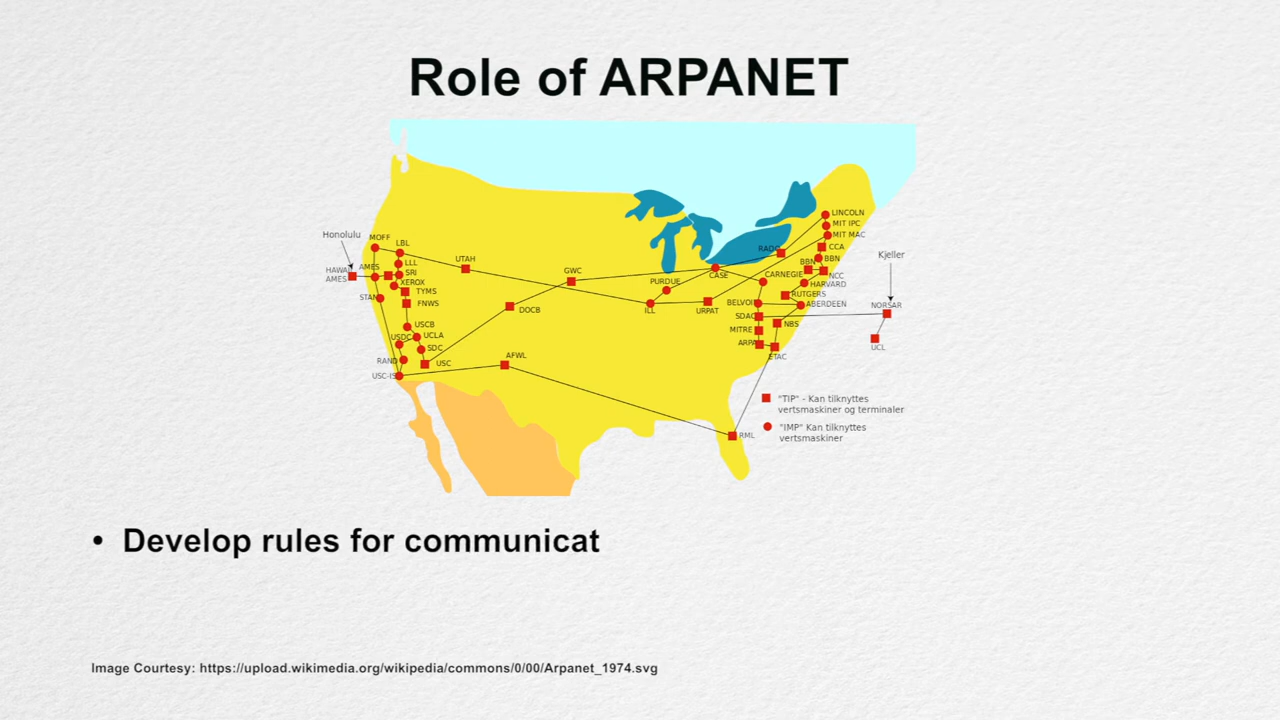 Role of ARPANET
LINCOLN
MIT IPC
MIT MAC
Honolulu
MOFF
LBL
CCA
RADC
Kjeller
UTAH
LLL
BBN
BBN
HAWAI
AMES
AMES
SRI
GWC
CASE
CARNEGIE
NCC
XEROX
PURDUE
HARVARD
TYMS
STAN
RUTGERS
FNWS
BELVOIR
ABERDEEN
NORSAR
DOCB
ILL
URPAT
SDAC
USCB
NBS
MITRE
USDC
UCLA
ARPA
UCL
SDC
ETAC
AFWL
RAND
USC
USC-IS
"TIP" - Kan tilknyttes
vertsmaskiner og terminaler
"IMP" Kan tilknyttes
vertsmaskiner
RML
• Develop rules for communicat
Image Courtesy: https://upload.wikimedia.org/wikipedia/commons/0/00/Arpanet_1974.svg